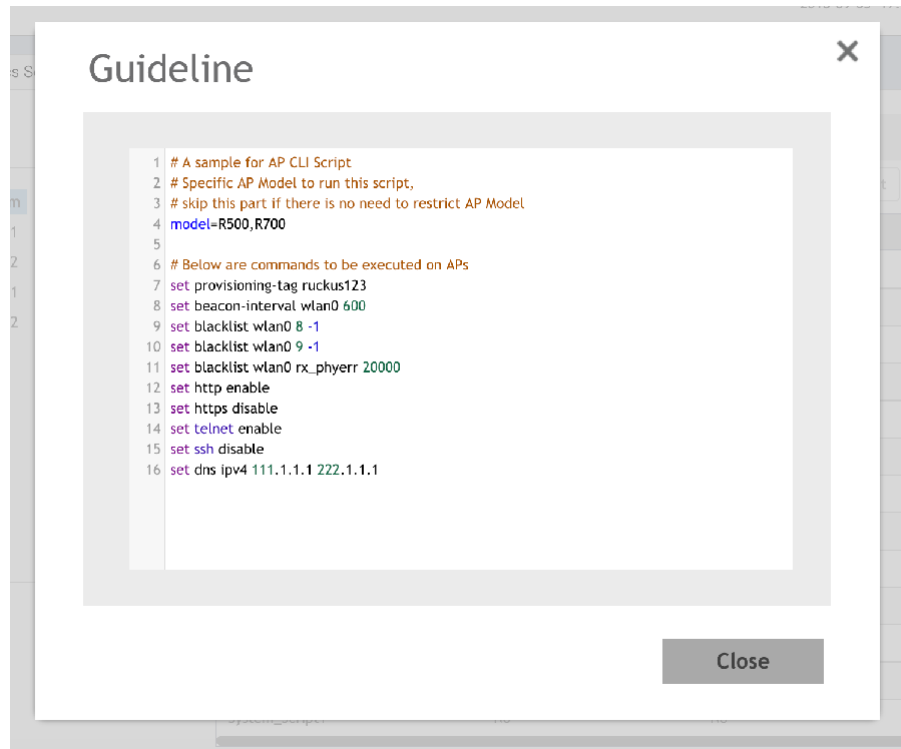 Guideline
1 # A sample for AP CLI Script
2 # Specific AP Model to run this script,
3 # skip this part if there is no need to restrict AP Model
4 model=R500,R700
5
6 # Below are commands to be executed on APs
7 set provisioning-tag ruckus123
8 set beacon-interval wlan0 600
9 set blacklist wlan0 8 -1
10 set blacklist wlan0 9 -1
11 set blacklist wlan0 rx_phyerr 20000
12 set http enable
13 set https disable
14 set telnet enable
15 set ssh disable
16 set dns ipv4 111.1.1.1 222.1.1.1
Close